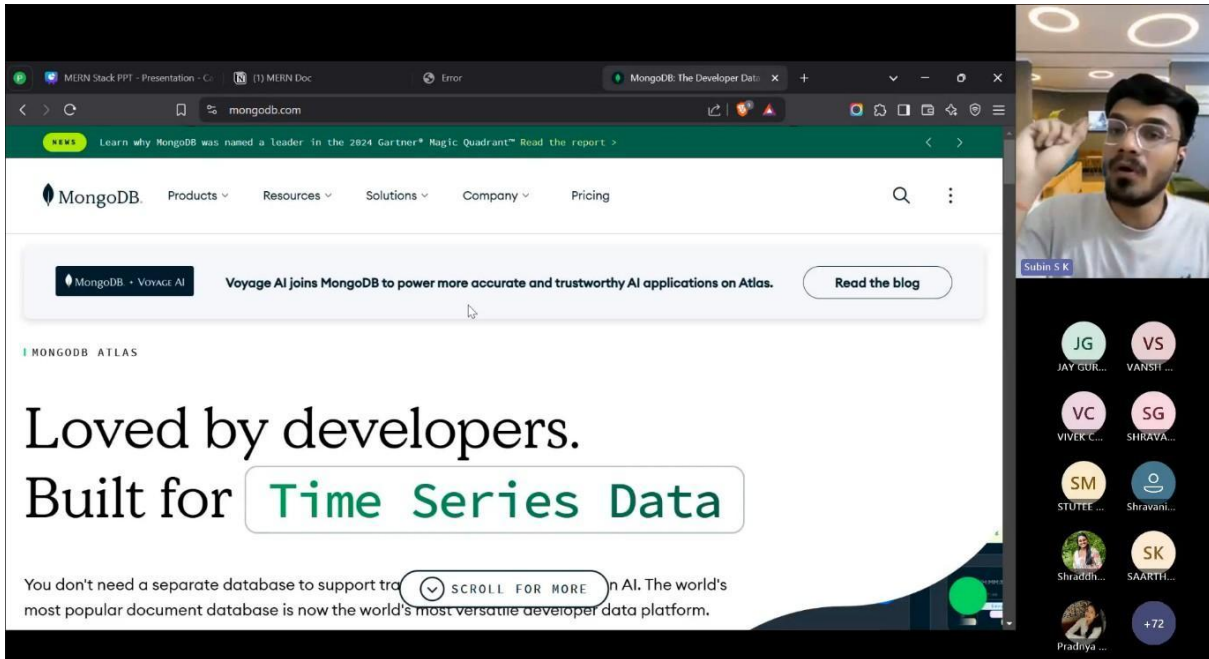 MERN Stack PPT - Presentation - Ca
(1) MERN Doc
Error
MongoDB: The Developer Data
mongodb.com
NEWS Learn why MongoDB was named a leader in the 2024 Gartner® Magic Quadrant™ Read the report >
MongoDB. Products Resources Solutions Company Pricing
MongoDB + VOYAGE AI Voyage AI joins MongoDB to power more accurate and trustworthy AI applications on Atlas. Read the blog
MONGODB ATLAS
Loved by developers.
Built for Time Series Data
You don't need a separate database to support tra
SCROLL FOR MORE
n AI. The world's
most popular document database is now the world's most versatile developer data platform.
Subin S K
JG VS
JAY GUR... VANSH ...
VC SG
VIVEK C... SHRAVA...
SM
STUTEE ... Shravani...
SK
Shraddh... SAARTH...
+72
Pradnya ...